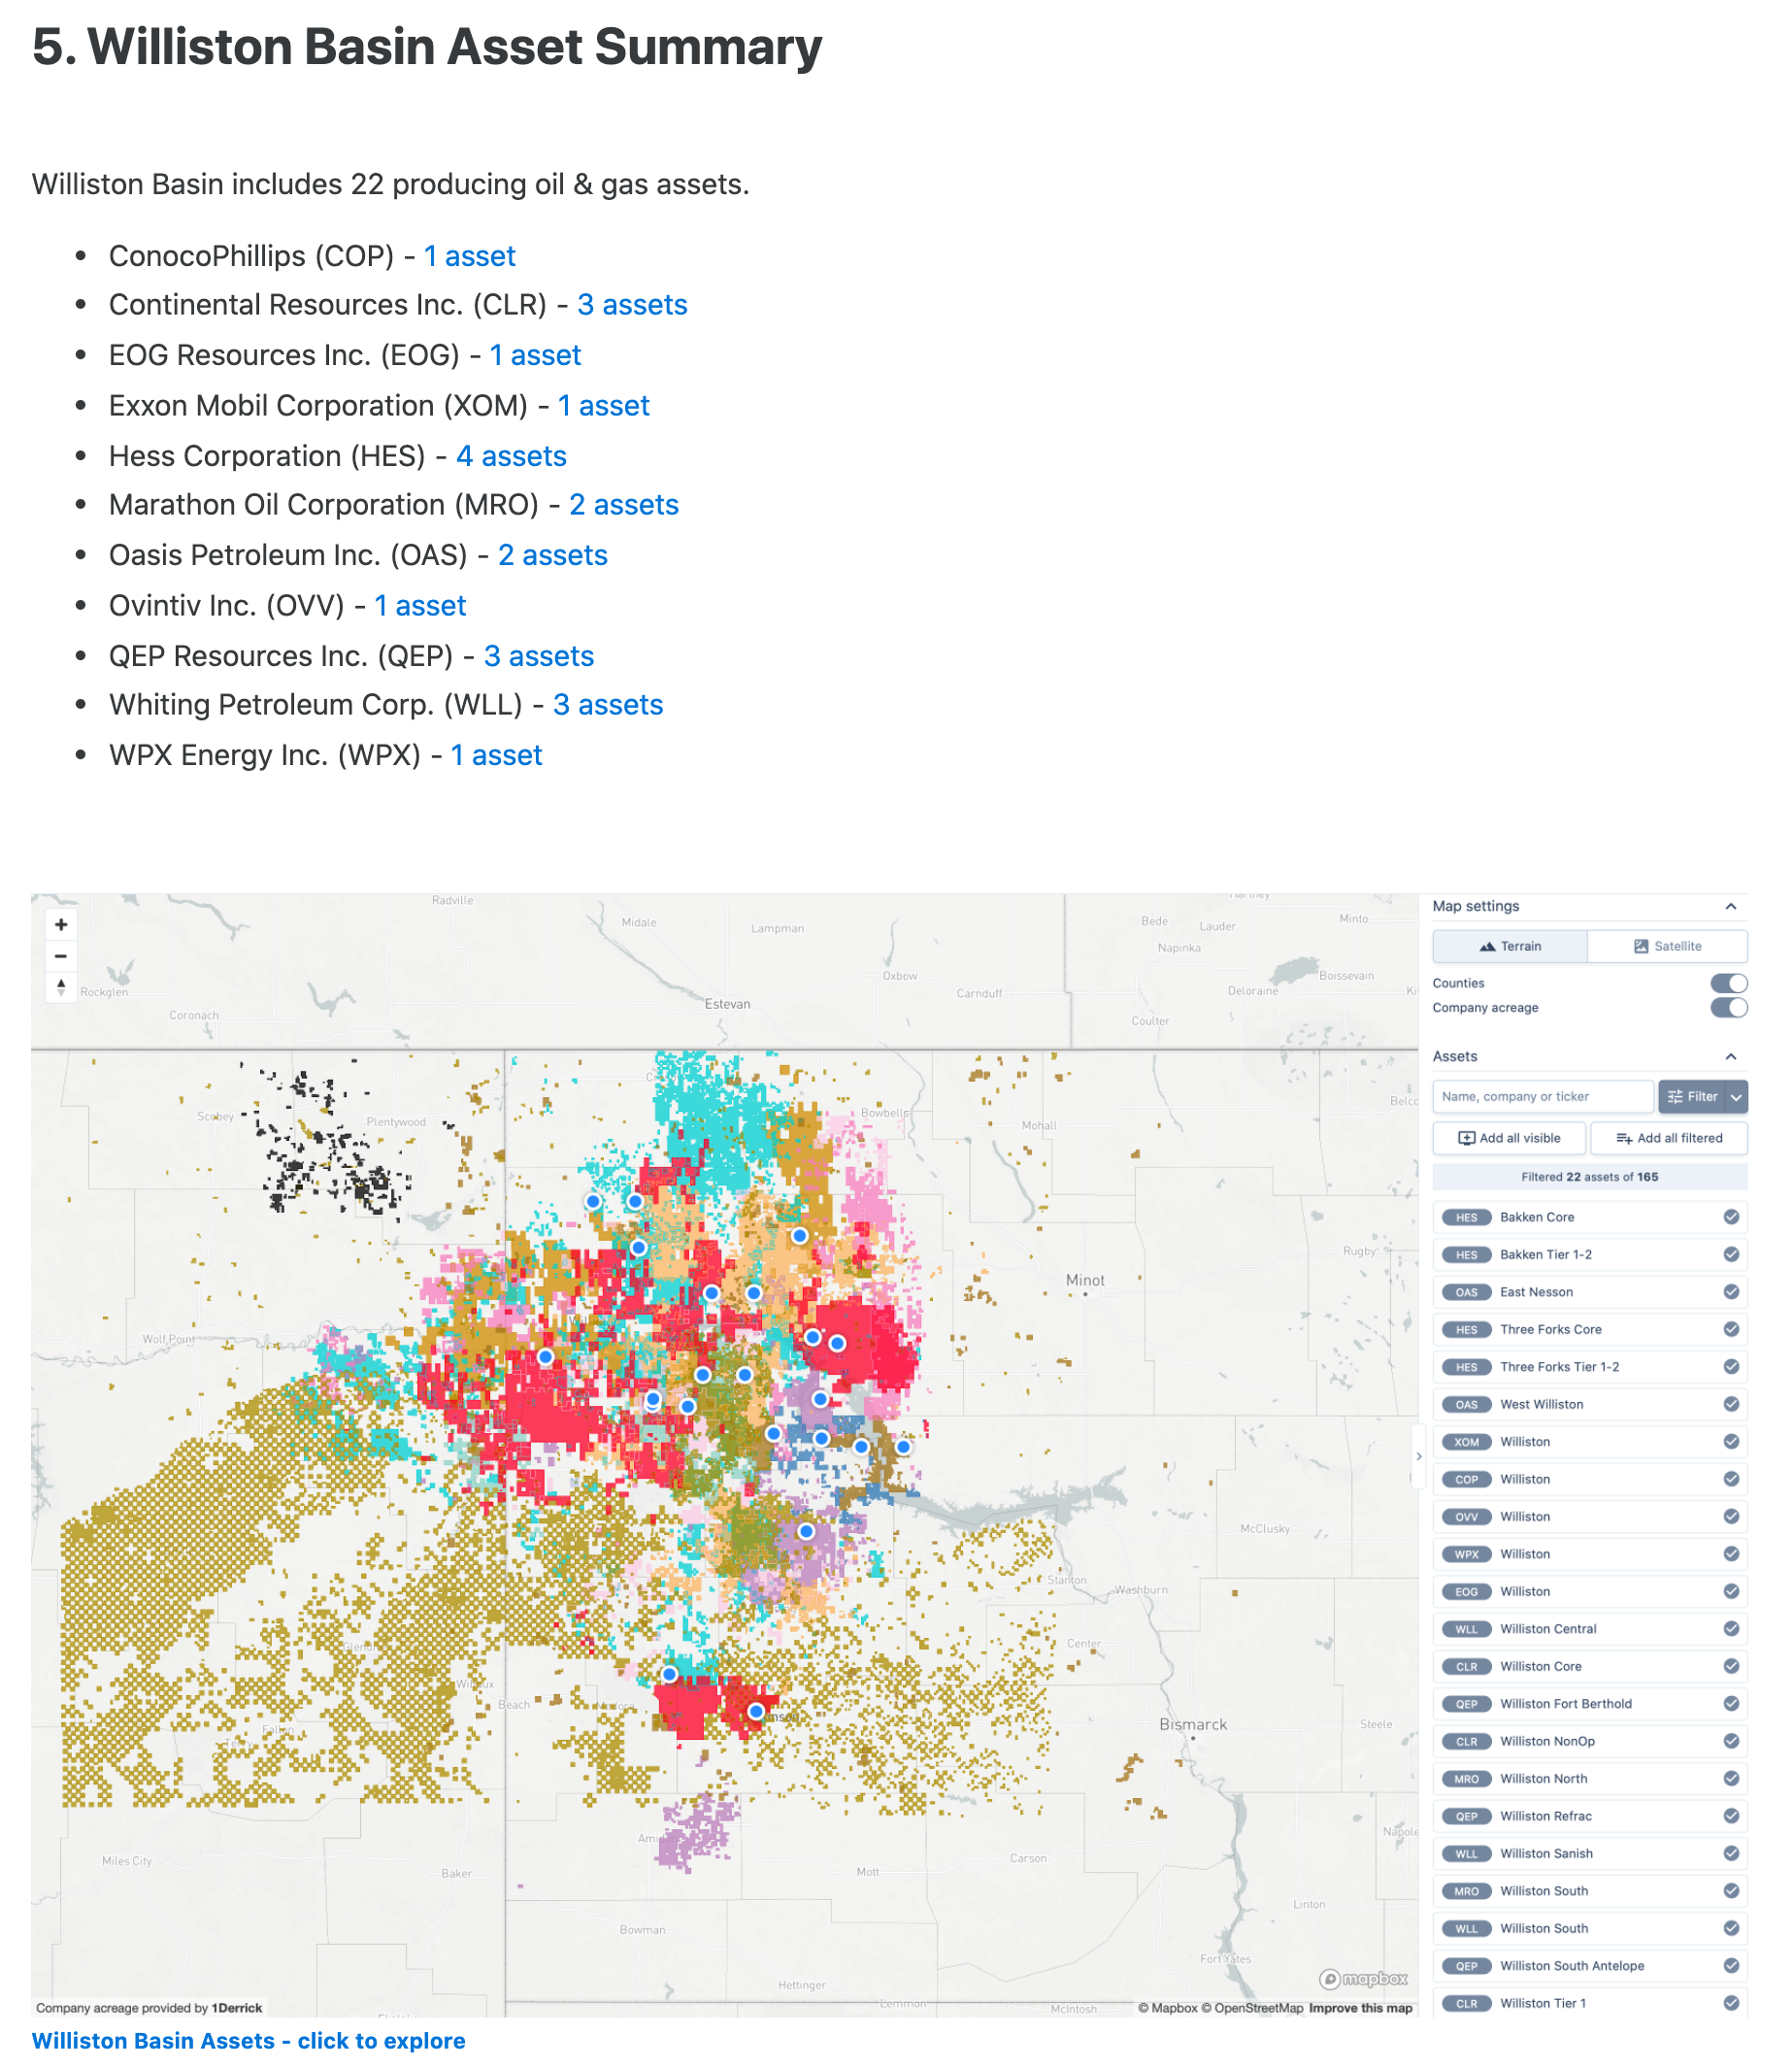 5. Williston Basin Asset Summary
Williston Basin includes 22 producing oil & gas assets.
• ConocoPhillips (COP) - 1 asset
• Continental Resources Inc. (CLR) - 3 assets
• EOG Resources Inc. (EOG) - 1 asset
• Exxon Mobil Corporation (XOM) - 1 asset
• Hess Corporation (HES) - 4 assets
• Marathon Oil Corporation (MRO) - 2 assets
• Oasis Petroleum Inc. (OAS) - 2 assets
• Ovintiv Inc. (OVV) - 1 asset
• QEP Resources Inc. (QEP) - 3 assets
• Whiting Petroleum Corp. (WLL) - 3 assets
• WPX Energy Inc. (WPX) - 1 asset
Radville
Midale
Lampman
Bede
Lauder
Minto
Napinka
Rockglen
Oxbow
Boissevain
Carnduff
Deloraine
Estevan
Coronach
Coulter
Scobey
Plentywood
Bowbells
Mohall
Rugby
Minot
Wolf Point
McClusky
Stanton
Washburn
Center
Beach
Bismarck
Steele
Fallon
Miles City
Baker
Mott
Carson
Linton
Bowman
Fort Yates
Hettinger
Lemmon
McIntosh
mapbox
Company acreage provided by 1Derrick
© Mapbox © OpenStreetMap Improve this map
Map settings
Terrain
Satellite
Counties
Company acreage
Assets
Name, company or ticker
Filter
Add all visible
Add all filtered
Filtered 22 assets of 165
HES Bakken Core
HES Bakken Tier 1-2
OAS East Nesson
HES Three Forks Core
HES Three Forks Tier 1-2
OAS West Williston
XOM Williston
COP Williston
OVV Williston
WPX Williston
EOG Williston
WLL Williston Central
CLR Williston Core
QEP Williston Fort Berthold
CLR Williston NonOp
MRO Williston North
QEP Williston Refrac
WLL Williston Sanish
MRO Williston South
WLL Williston South
QEP Williston South Antelope
CLR Williston Tier 1
Williston Basin Assets - click to explore